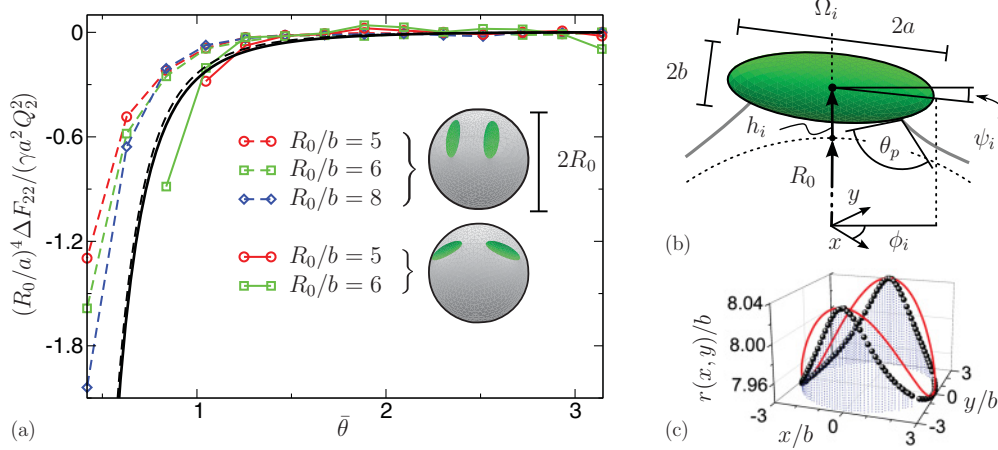 (R₀/a)⁴ ΔF₂₂/(γa²Q₂²)
0
-0.6
-1.2
-1.8
1
2
3
θ̄
(a)
R₀/b = 5
R₀/b = 6
R₀/b = 8
R₀/b = 5
R₀/b = 6
2R₀
Ωᵢ
2a
2b
hᵢ
θₚ
ψᵢ
R₀
y
x
ϕᵢ
(b)
8.04
8.00
7.96
r(x, y)/b
-3
0
3
x/b
-3
0
3
y/b
(c)